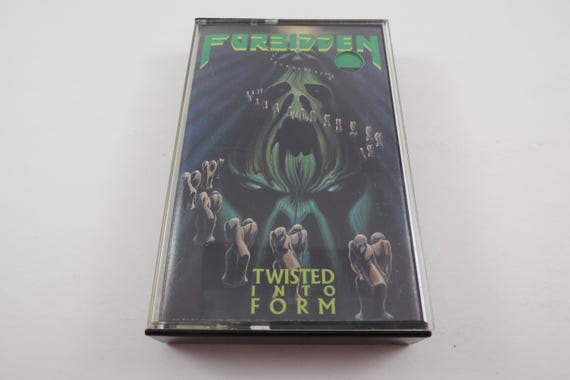 FORBIDDEN
TWISTED
INTO
FORM